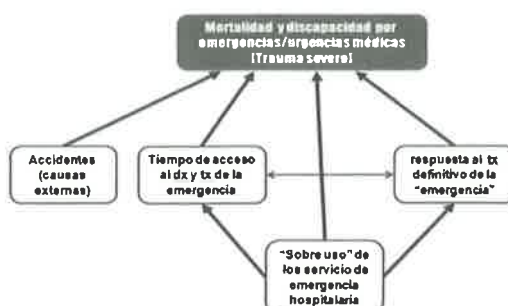 Mortalidad y discapacidad por
emergencias/urgencias médicas
(Trauma severo)
Accidentes
(causas
externas)
Tiempo de acceso
al dx y tx de la
emergencia
respuesta al tx
definitivo de la
"emergencia"
"Sobre uso" de
los servicio de
emergencia
hospitalaria